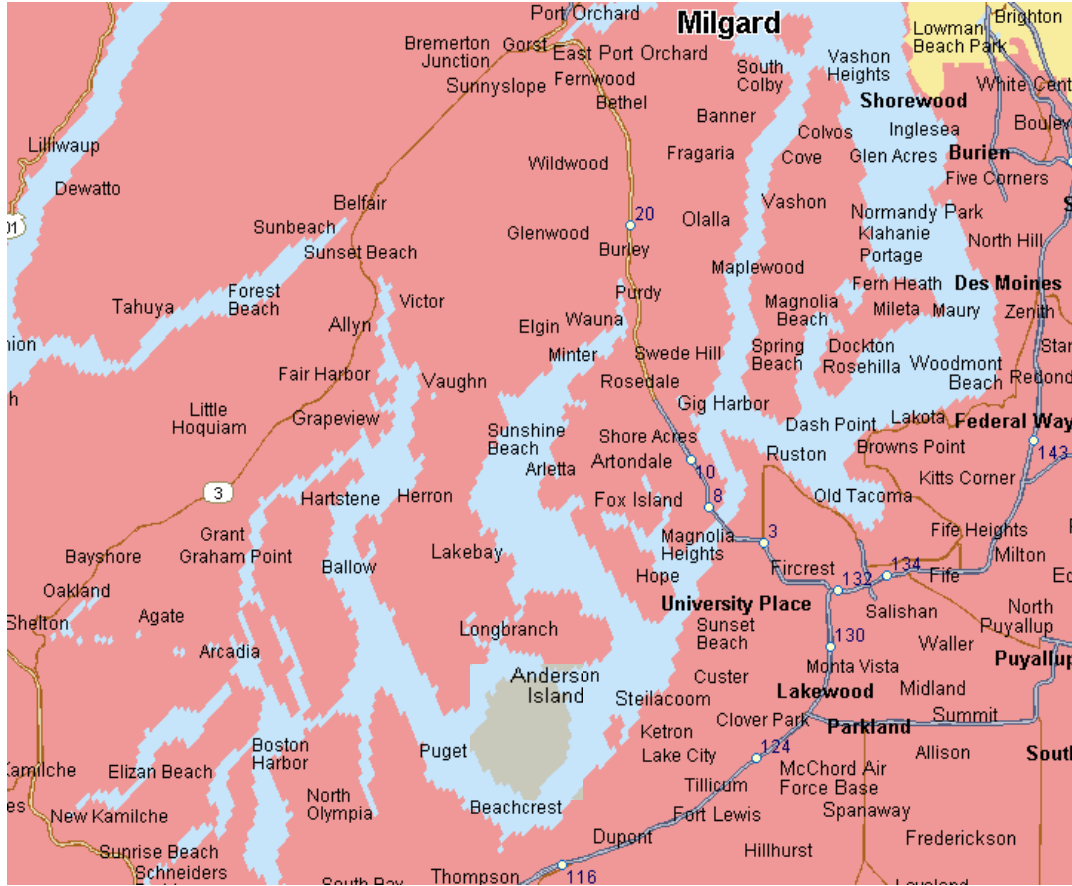 Port Orchard
Milgard
Brighton
Lowman
Beach Park
Bremerton
Junction
Gorst
East Port Orchard
Vashon
Heights
South
Colby
Sunnyslope
Fernwood
Bethel
White Cent
Shorewood
Banner
Colvos
Inglesea
Boulev
Lilliwaup
Wildwood
Fragaria
Cove
Glen Acres
Burien
Five Corners
Dewatto
Belfair
Vashon
01
Sunbeach
20
Olalla
Normandy Park
S
Glenwood
Klahanie
North Hill
Sunset Beach
Burley
Portage
Maplewood
Fern Heath
Des Moines
Forest
Beach
Purdy
Tahuya
Victor
Magnolia
Beach
Mileta
Maury
Zenith
Allyn
Elgin
Wauna
nion
Minter
Swede Hill
Spring
Beach
Dockton
Rosehilla
Woodmont
Beach
Star
Fair Harbor
Vaughn
Rosedale
Redond
h
Little
Hoquiam
Grapeview
Gig Harbor
Dash Point
Lakota
Federal Way
Sunshine
Beach
Shore Acres
Ruston
Browns Point
143
Arletta
Artondale
10
Kitts Corner
3
Hartstene
Herron
Fox Island
8
Old Tacoma
Grant
Magnolia
Heights
3
Fife Heights
F
Bayshore
Graham Point
Lakebay
Milton
Ballow
Hope
Fircrest
132
134
Fife
Ec
Oakland
University Place
Salishan
North
Puyallup
Shelton
Agate
Longbranch
Sunset
Beach
130
Waller
Arcadia
Monta Vista
Puyallup
Anderson
Island
Custer
Lakewood
Midland
Steilacoom
Clover Park
Summit
Ketron
Parkland
Boston
Harbor
Puget
Lake City
124
Allison
South
Kamilche
Elizan Beach
McChord Air
Force Base
Tillicum
es
New Kamilche
North
Olympia
Beachcrest
Fort Lewis
Spanaway
Dupont
Frederickson
Sunrise Beach
Hillhurst
Schneiders
South Bay
Thompson
116
Loveland